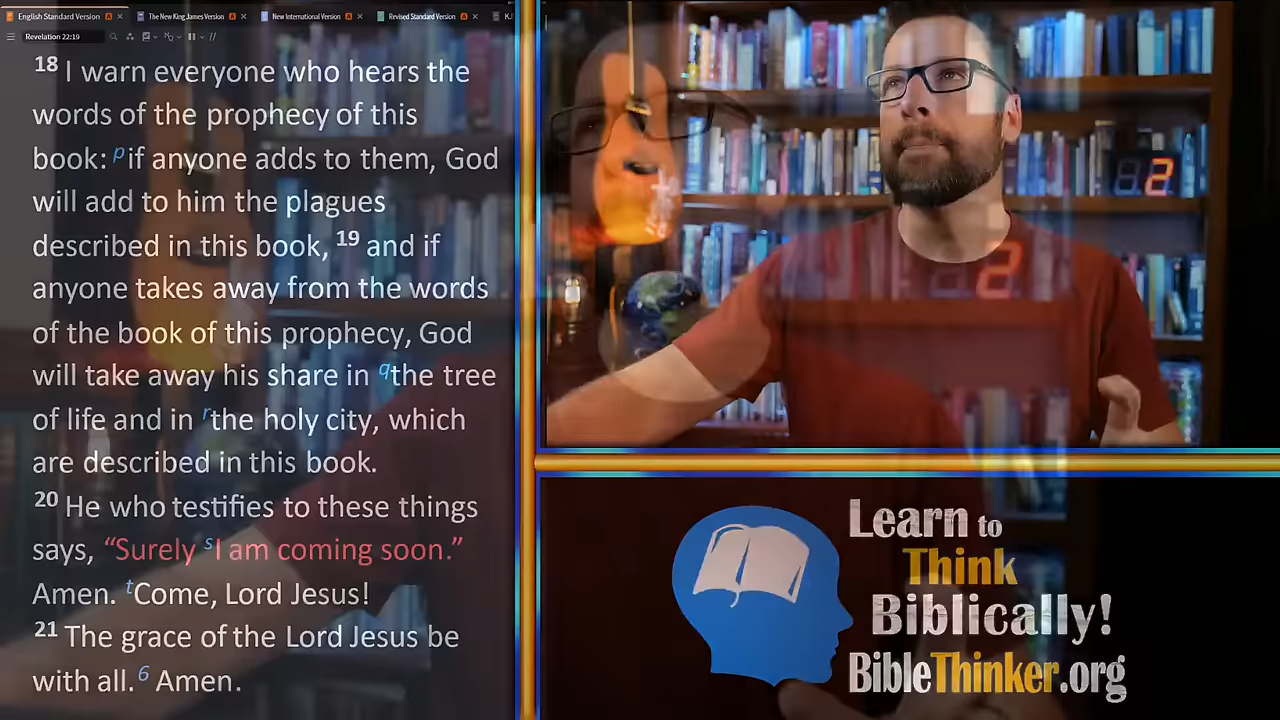 English Standard Version A ×
The New King James Version A ×
New International Version A ×
Revised Standard Version A ×
Revelation 22:19
18 I warn everyone who hears the
words of the prophecy of this
book: p if anyone adds to them, God
will add to him the plagues
described in this book, 19 and if
anyone takes away from the words
of the book of this prophecy, God
will take away his share in q the tree
of life and in r the holy city, which
are described in this book.
20 He who testifies to these things
says, “Surely s I am coming soon.”
Amen. t Come, Lord Jesus!
21 The grace of the Lord Jesus be
with all. 6 Amen.
2
2
Learn to
Think
Biblically!
BibleThinker.org